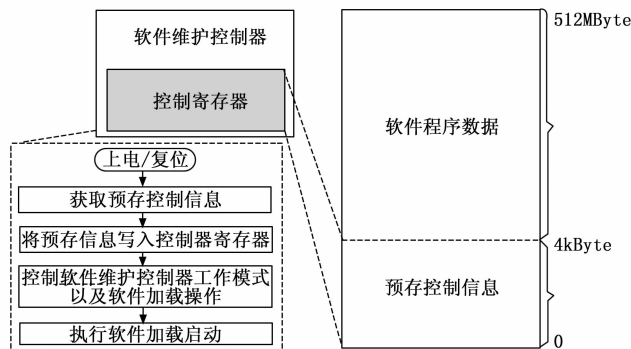 软件维护控制器
控制寄存器
上电/复位
获取预存控制信息
将预存信息写入控制器寄存器
控制软件维护控制器工作模式
以及软件加载操作
执行软件加载启动
512MByte
软件程序数据
4kByte
预存控制信息
0